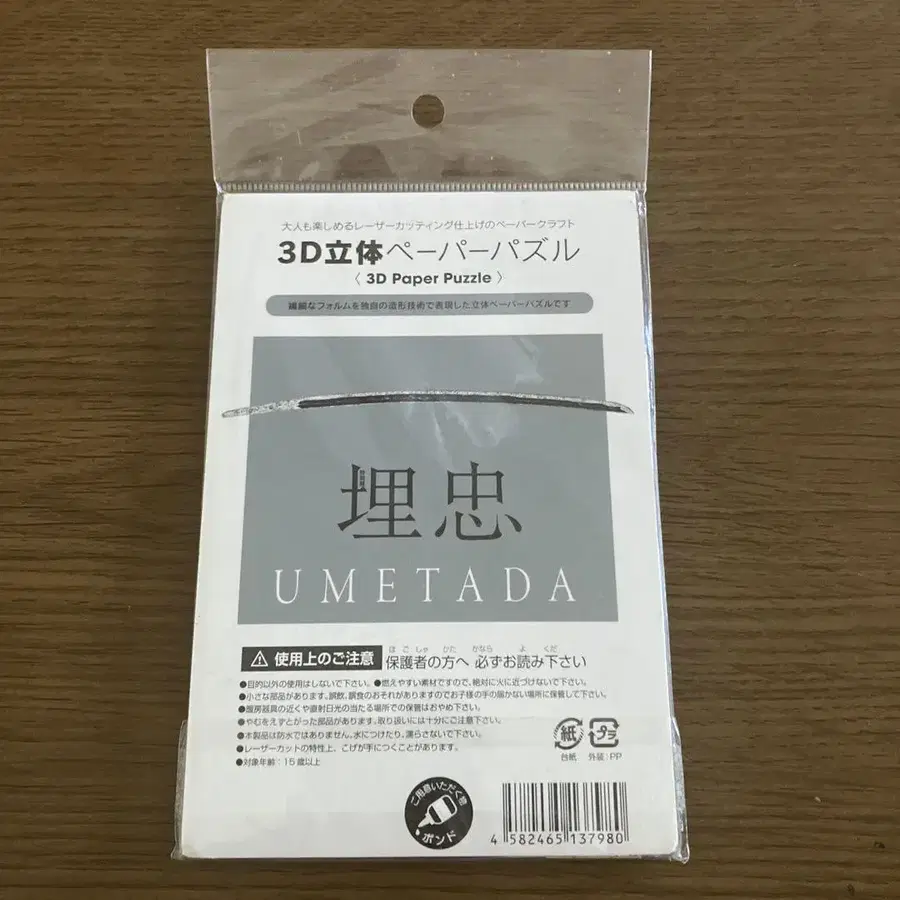 大人も楽しめるレーザーカッティング仕上げのペーパークラフト
3D立体ペーパーパズル
〈 3D Paper Puzzle 〉
繊細なフォルムを独自の造形技術で表現した立体ペーパーパズルです
埋忠
UMETADA
使用上のご注意 保護者の方へ 必ずお読み下さい
ほごしゃ かた かなら よ くだ
●目的以外の使用はしないで下さい。●燃えやすい素材ですので、絶対に火に近づけないで下さい。
●小さな部品があります。誤飲、誤食のおそれがありますのでお子様の手の届かない場所に保管して下さい。
●暖房器具の近くや直射日光の当たる場所での保管はおやめ下さい。
●やむをえずとがった部品があります。取り扱いには十分にご注意下さい。
●本製品は防水ではありません。水につけたり、濡らさないで下さい。
●レーザーカットの特性上、こげが手につくことがあります。
●対象年齢：15歳以上
紙 プラ
台紙 外装：PP
ご用意いただく物
ボンド
4 582465 137980